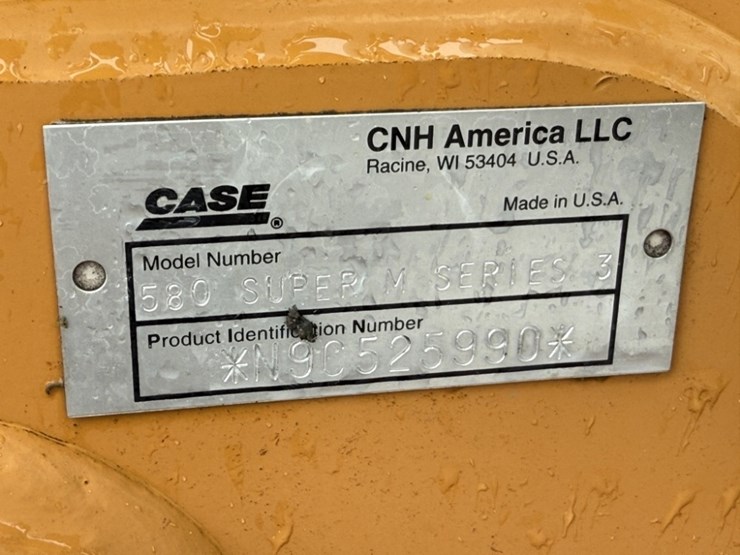 CNH America LLC
Racine, WI 53404 U.S.A.
CASE®
Made in U.S.A.
Model Number
580 SUPER M SERIES 3
Product Identification Number
*N9C525990*